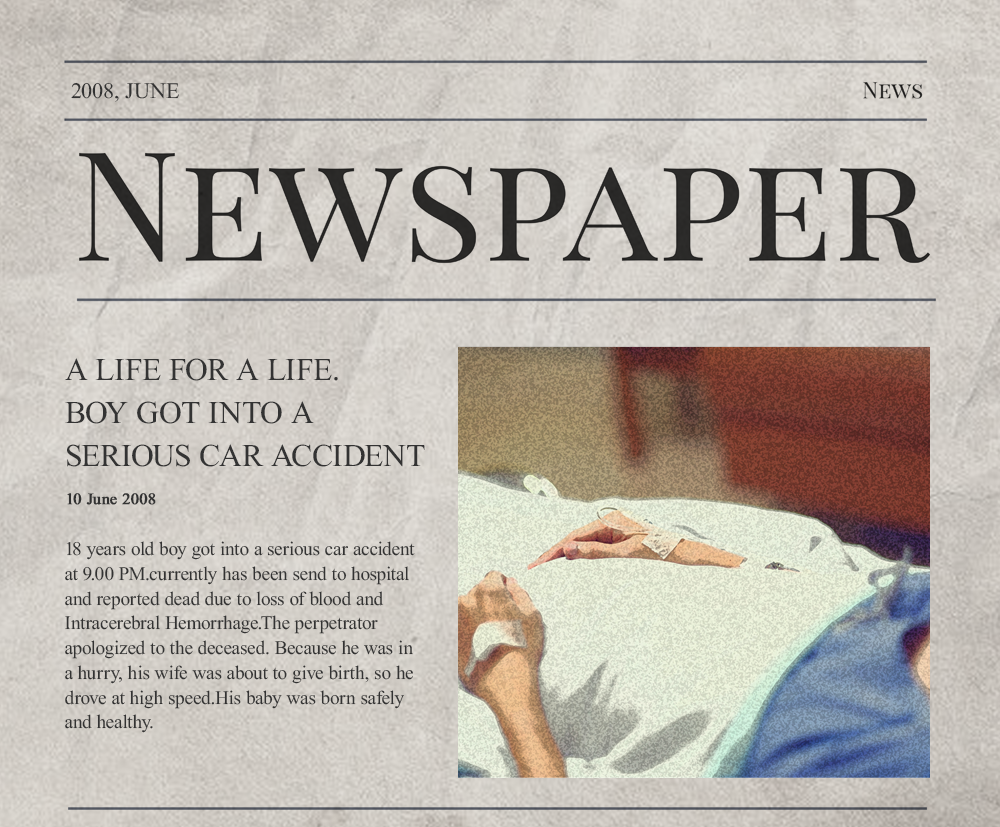 2008, JUNE
News
Newspaper
A LIFE FOR A LIFE.
BOY GOT INTO A
SERIOUS CAR ACCIDENT
10 June 2008
18 years old boy got into a serious car accident
at 9.00 PM.currently has been send to hospital
and reported dead due to loss of blood and
Intracerebral Hemorrhage.The perpetrator
apologized to the deceased. Because he was in
a hurry, his wife was about to give birth, so he
drove at high speed.His baby was born safely
and healthy.